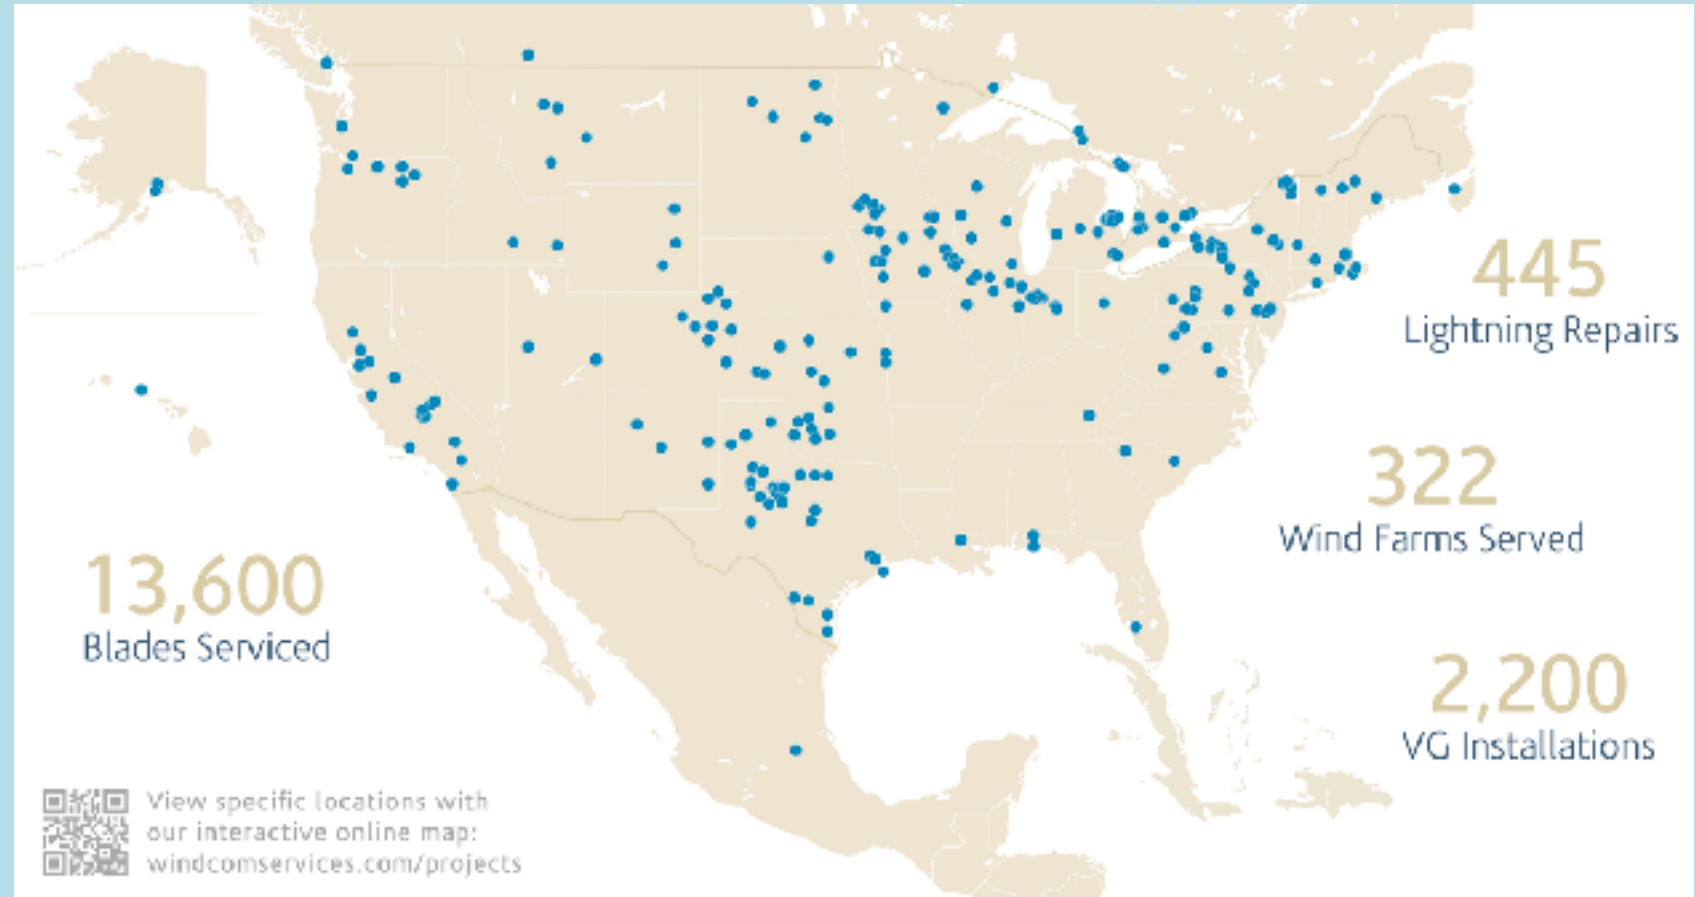 445
Lightning Repairs
322
Wind Farms Served
13,600
Blades Serviced
2,200
VG Installations
View specific locations with
our interactive online map:
windcomservices.com/projects